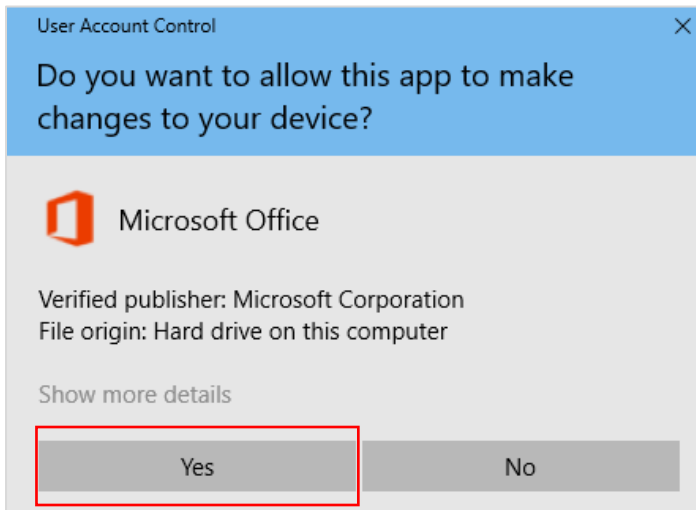 User Account Control
Do you want to allow this app to make
changes to your device?
Microsoft Office
Verified publisher: Microsoft Corporation
File origin: Hard drive on this computer
Show more details
Yes
No